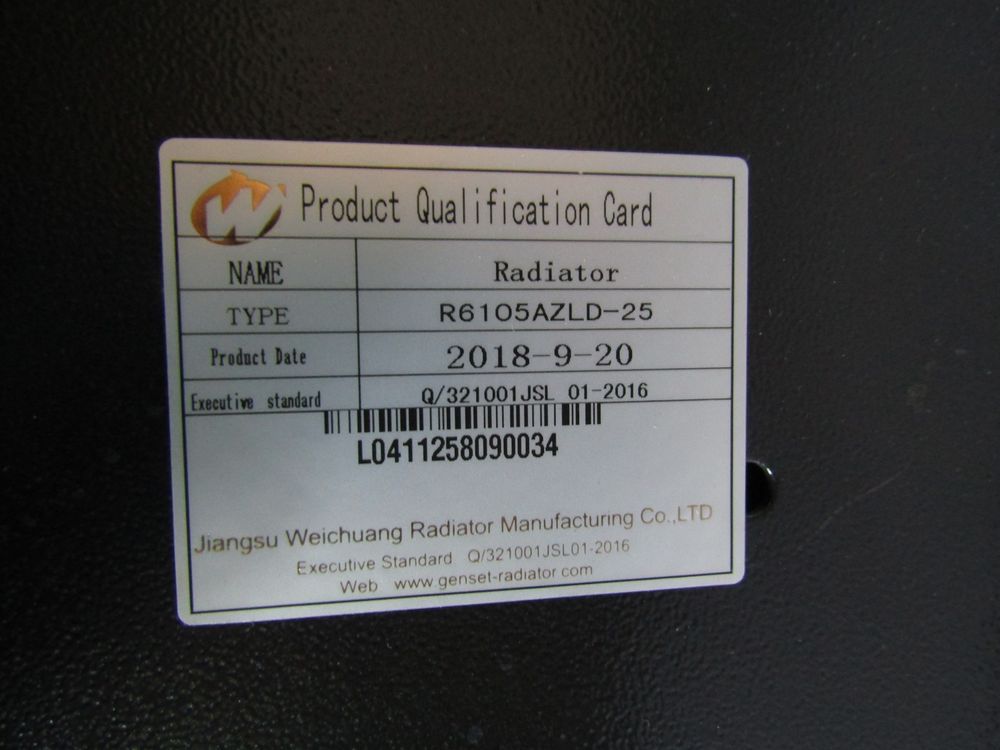 Product Qualification Card
NAME Radiator
TYPE R6105AZLD-25
Product Date 2018-9-20
Executive standard Q/321001JSL 01-2016
L0411258090034
Jiangsu Weichuang Radiator Manufacturing Co.,LTD
Executive Standard Q/321001JSL01-2016
Web www.genset-radiator.com